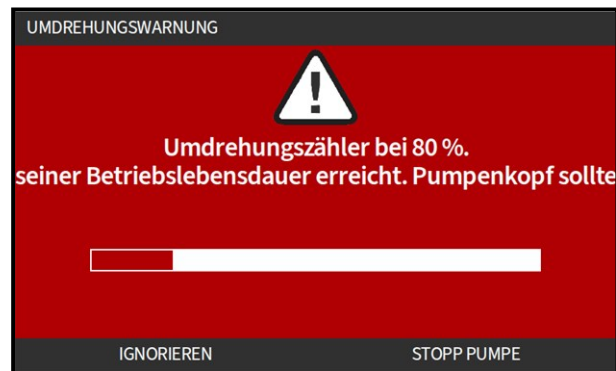 UMDREHUNGSWARNUNG
!
Umdrehungszähler bei 80 %.
seiner Betriebslebensdauer erreicht. Pumpenkopf sollte
IGNORIEREN
STOPP PUMPE